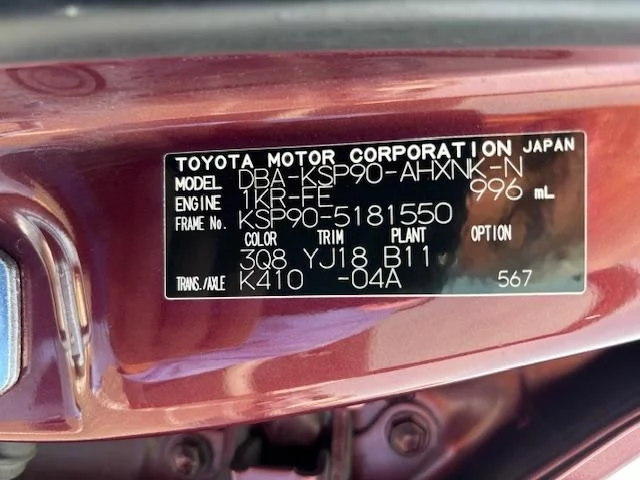 TOYOTA MOTOR CORPORATION JAPAN
MODEL DBA-KSP90-AHXNK-N
ENGINE 1KR-FE 996 mL
FRAME No. KSP90-5181550
COLOR TRIM PLANT OPTION
3Q8 YJ18 B11
TRANS./AXLE K410 -04A 567